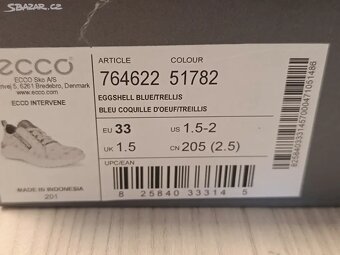 SBAZAR.CZ
ecco
ECCO Sko A/S
6261 Bredebro, Denmark
ECCO INTERVENE
MADE IN INDONESIA
201
ARTICLE COLOUR
764622 51782
EGGSHELL BLUE/TRELLIS
BLEU COQUILLE D'OEUF/TREILLIS
EU 33 US 1.5-2
UK 1.5 CN 205 (2.5)
UPC/EAN
8 25840 33314 5